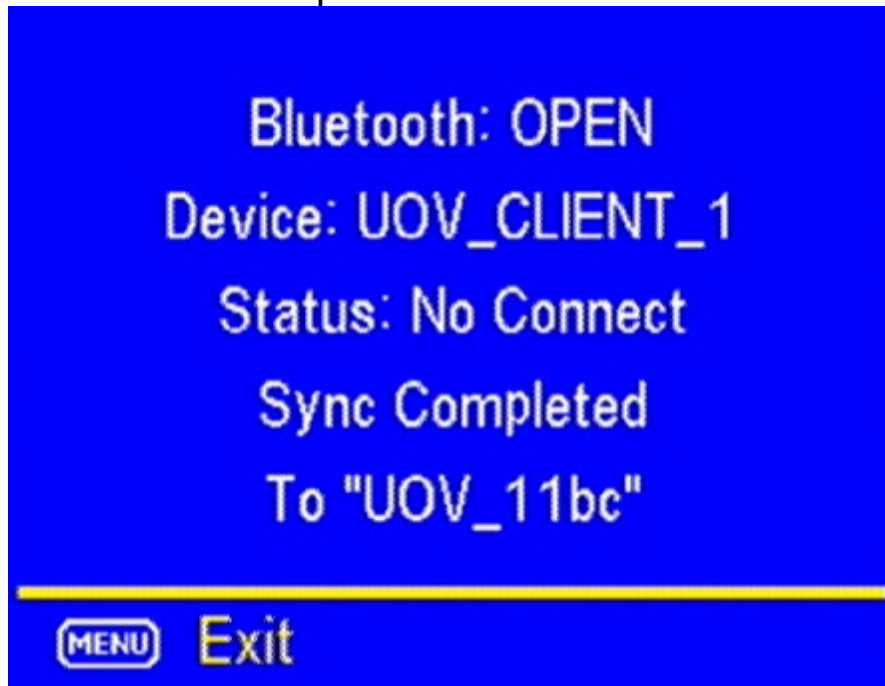 Bluetooth: OPEN
Device: UOV_CLIENT_1
Status: No Connect
Sync Completed
To "UOV_11bc"
MENU Exit